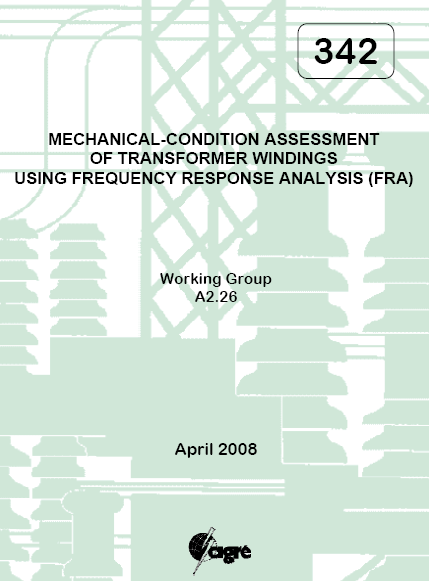 342
MECHANICAL-CONDITION ASSESSMENT
OF TRANSFORMER WINDINGS
USING FREQUENCY RESPONSE ANALYSIS (FRA)
Working Group
A2.26
April 2008
cigre